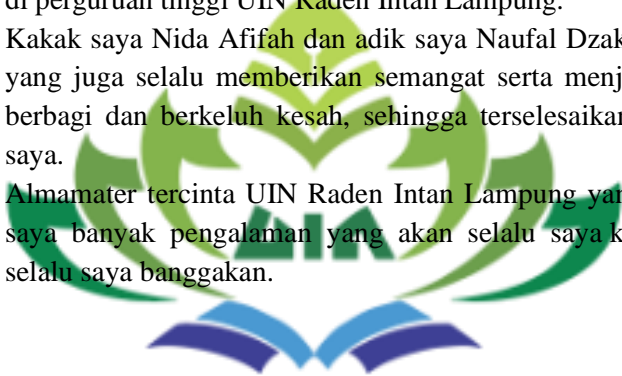 di perguruan tinggi UIN Raden Intan Lampung.
Kakak saya Nida Afifah dan adik saya Naufal Dzak
yang juga selalu memberikan semangat serta menj
berbagi dan berkeluh kesah, sehingga terselesaikan
saya.
Almamater tercinta UIN Raden Intan Lampung yan
saya banyak pengalaman yang akan selalu saya k
selalu saya banggakan.